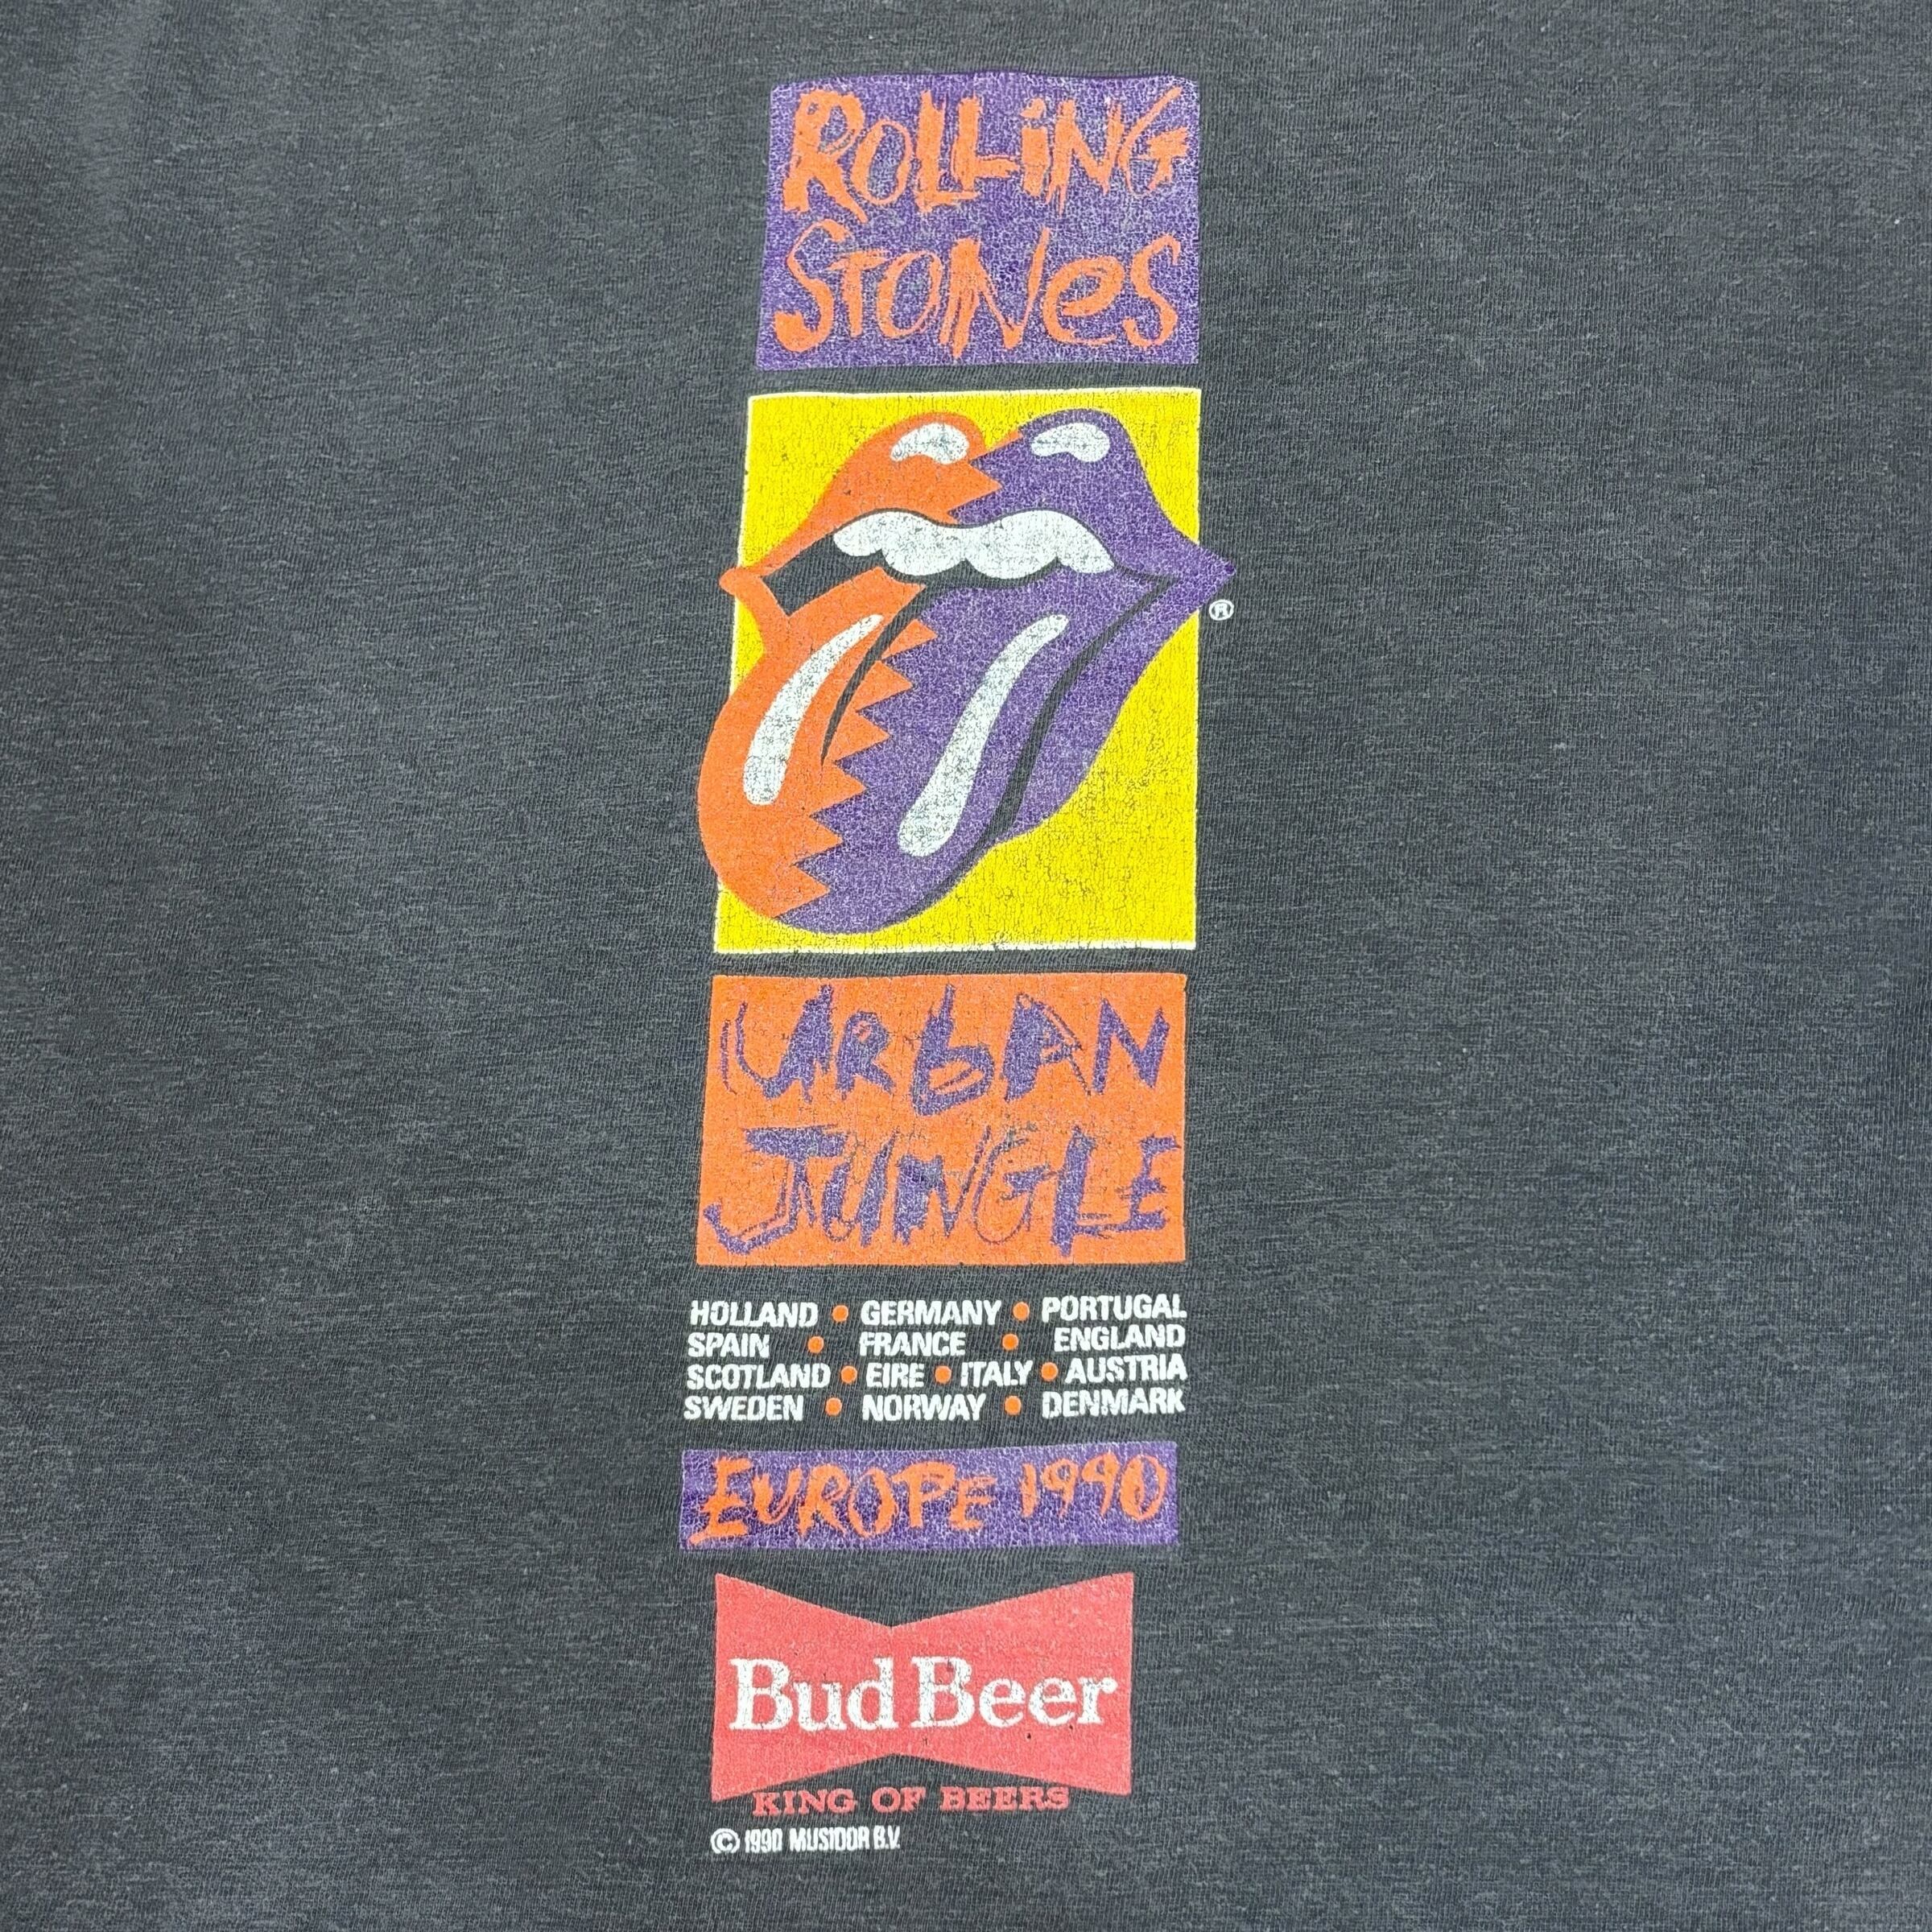 ROLLiNG
STONeS
®
URbAN
JUNGLE
HOLLAND • GERMANY • PORTUGAL
SPAIN • FRANCE • ENGLAND
SCOTLAND • EIRE • ITALY • AUSTRIA
SWEDEN • NORWAY • DENMARK
EUROPE 1990
Bud Beer
KING OF BEERS
© 1990 MUSIDOR B.V.